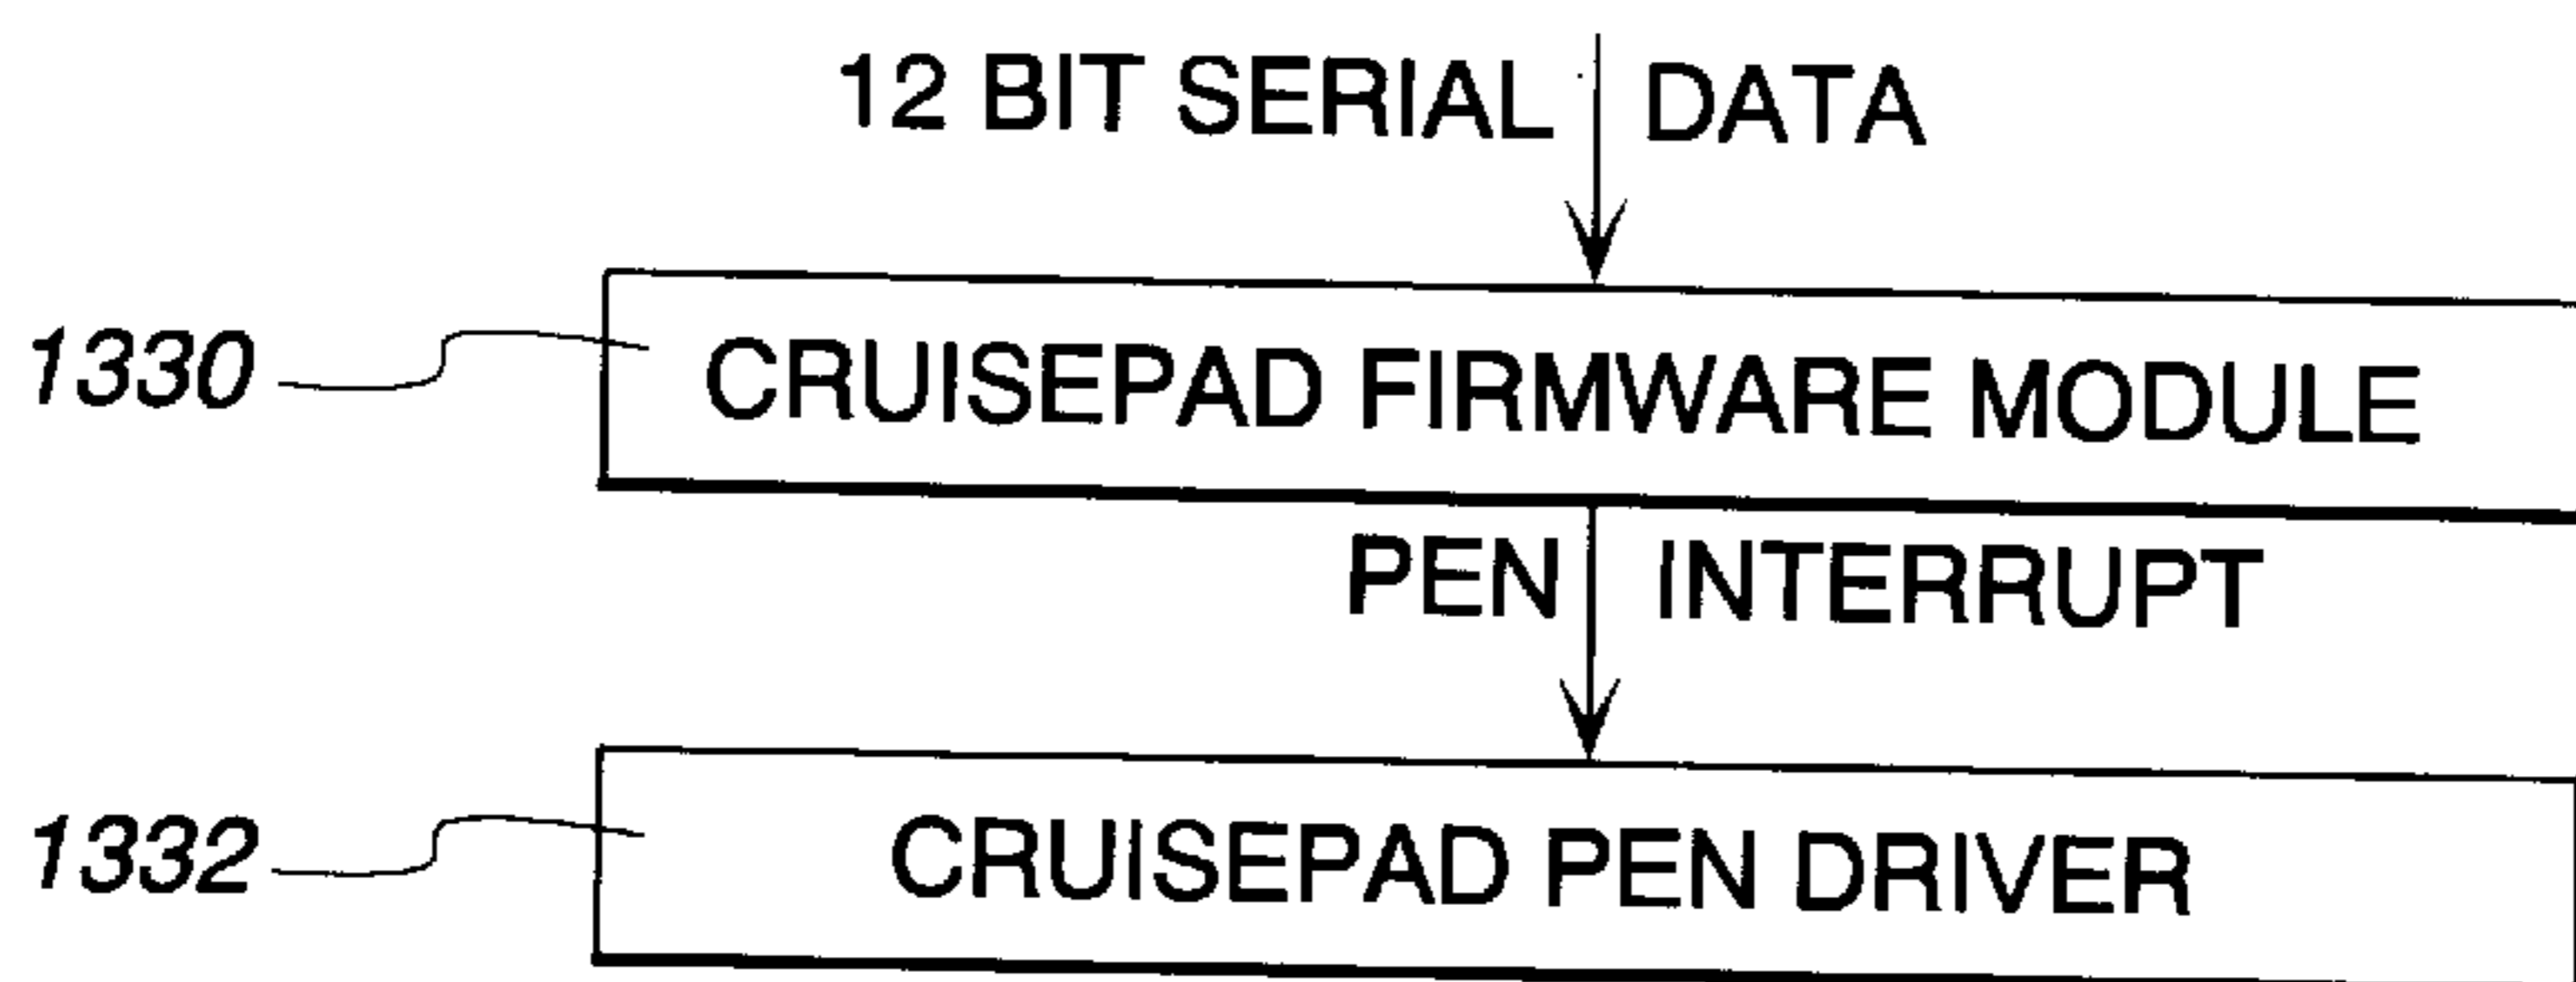 12 BIT SERIAL DATA
1330 CRUISEPAD FIRMWARE MODULE
PEN INTERRUPT
1332 CRUISEPAD PEN DRIVER